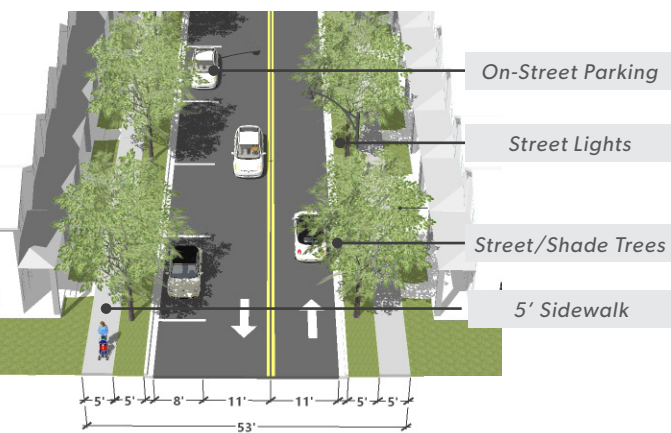 On-Street Parking
Street Lights
Street/Shade Trees
5' Sidewalk
5' 5' 8' 11' 11' 5' 5'
53'